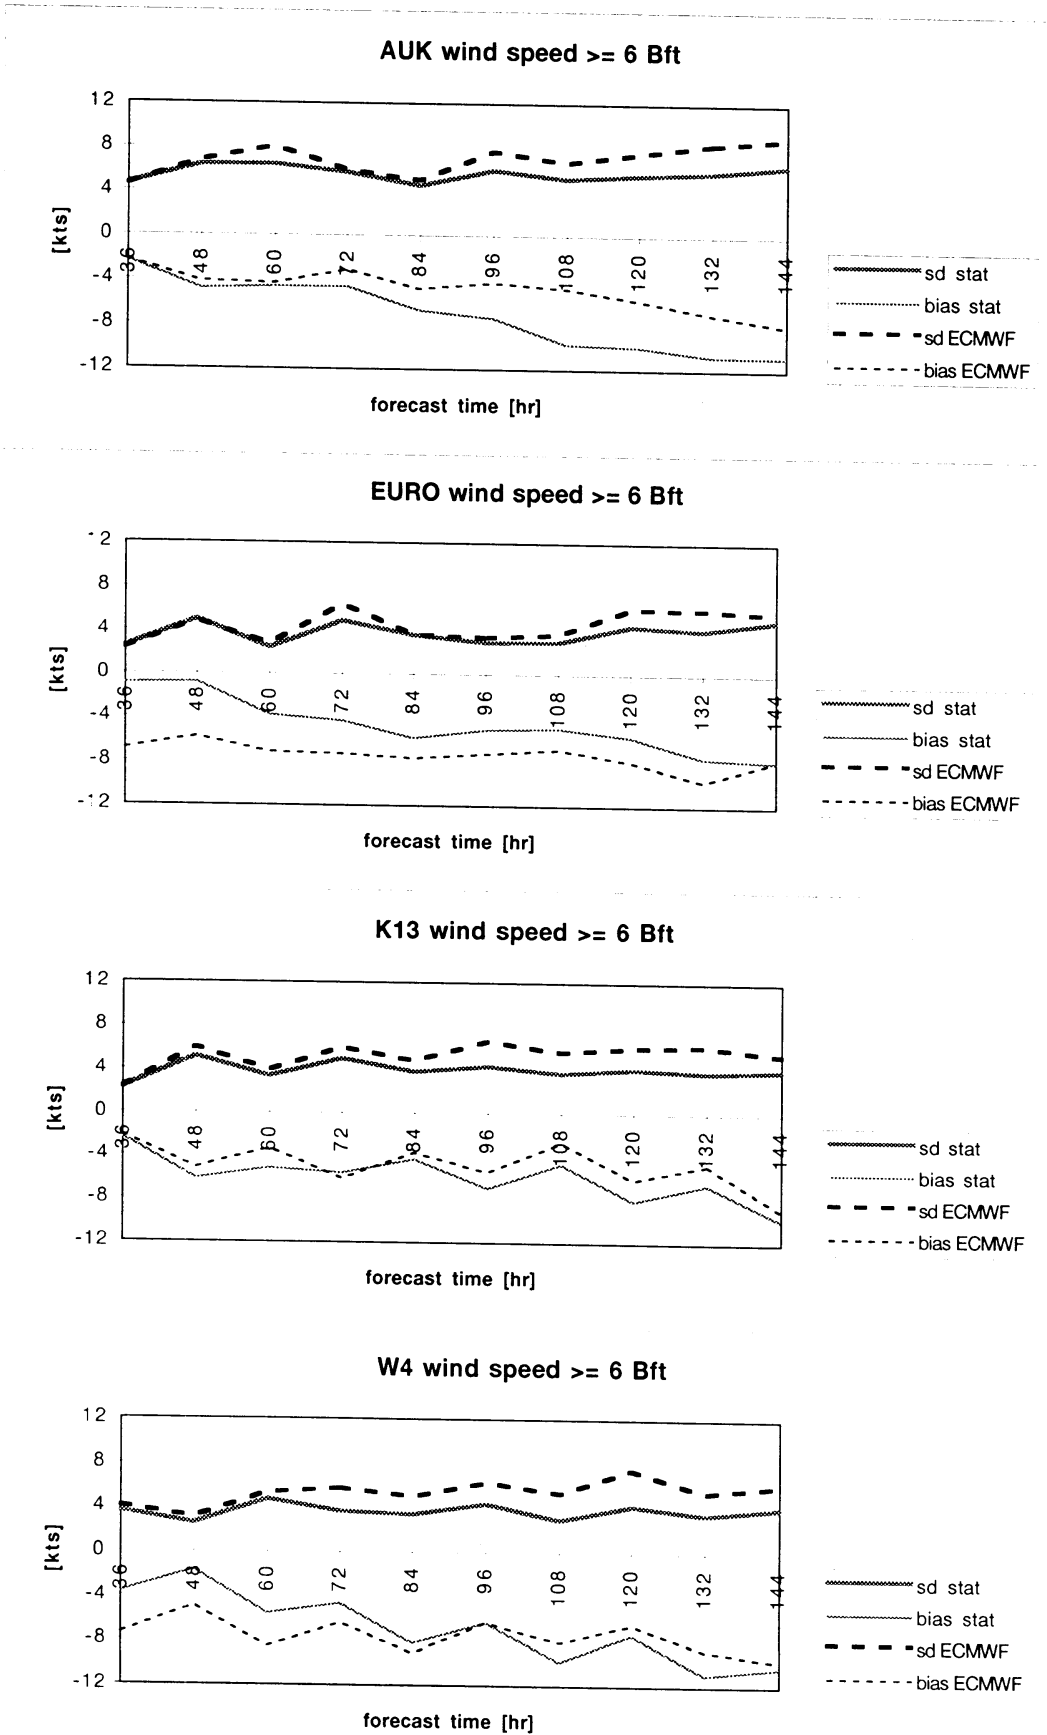 AUK wind speed >= 6 Bft
12
8
4
0
-4
-8
-12
[kts]
36 48 60 72 84 96 108 120 132 144
forecast time [hr]
sd stat
bias stat
sd ECMWF
bias ECMWF
EURO wind speed >= 6 Bft
12
8
4
0
-4
-8
-12
[kts]
36 48 60 72 84 96 108 120 132 144
forecast time [hr]
sd stat
bias stat
sd ECMWF
bias ECMWF
K13 wind speed >= 6 Bft
12
8
4
0
-4
-8
-12
[kts]
36 48 60 72 84 96 108 120 132 144
forecast time [hr]
sd stat
bias stat
sd ECMWF
bias ECMWF
W4 wind speed >= 6 Bft
12
8
4
0
-4
-8
-12
[kts]
36 48 60 72 84 96 108 120 132 144
forecast time [hr]
sd stat
bias stat
sd ECMWF
bias ECMWF